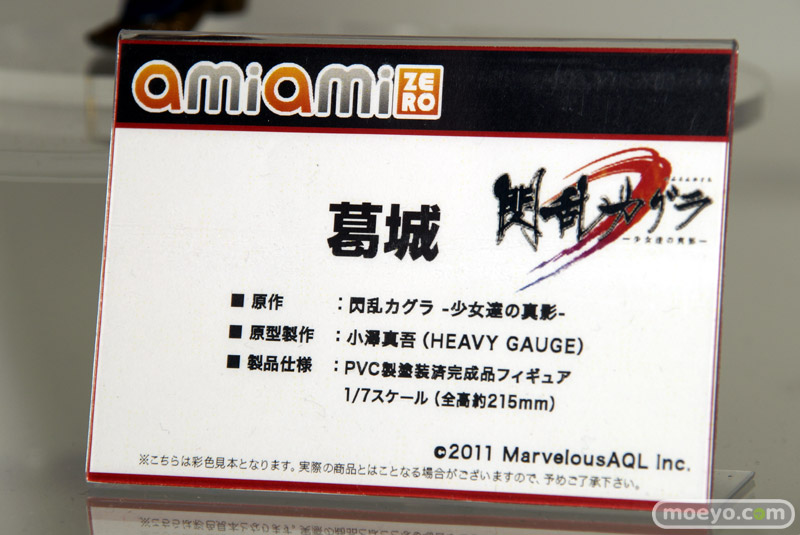 amiami ZERO
閃乱カグラ
-少女達の真影-
葛城
■ 原作 ：閃乱カグラ -少女達の真影-
■ 原型製作 ：小澤真吾（HEAVY GAUGE）
■ 製品仕様 ：PVC製塗装済完成品フィギュア
1/7スケール（全高約215mm）
©2011 MarvelousAQL Inc.
※こちらは彩色見本となります。実際の商品とはことなる場合がございますので、予めご了承下さい。
moeyo.com